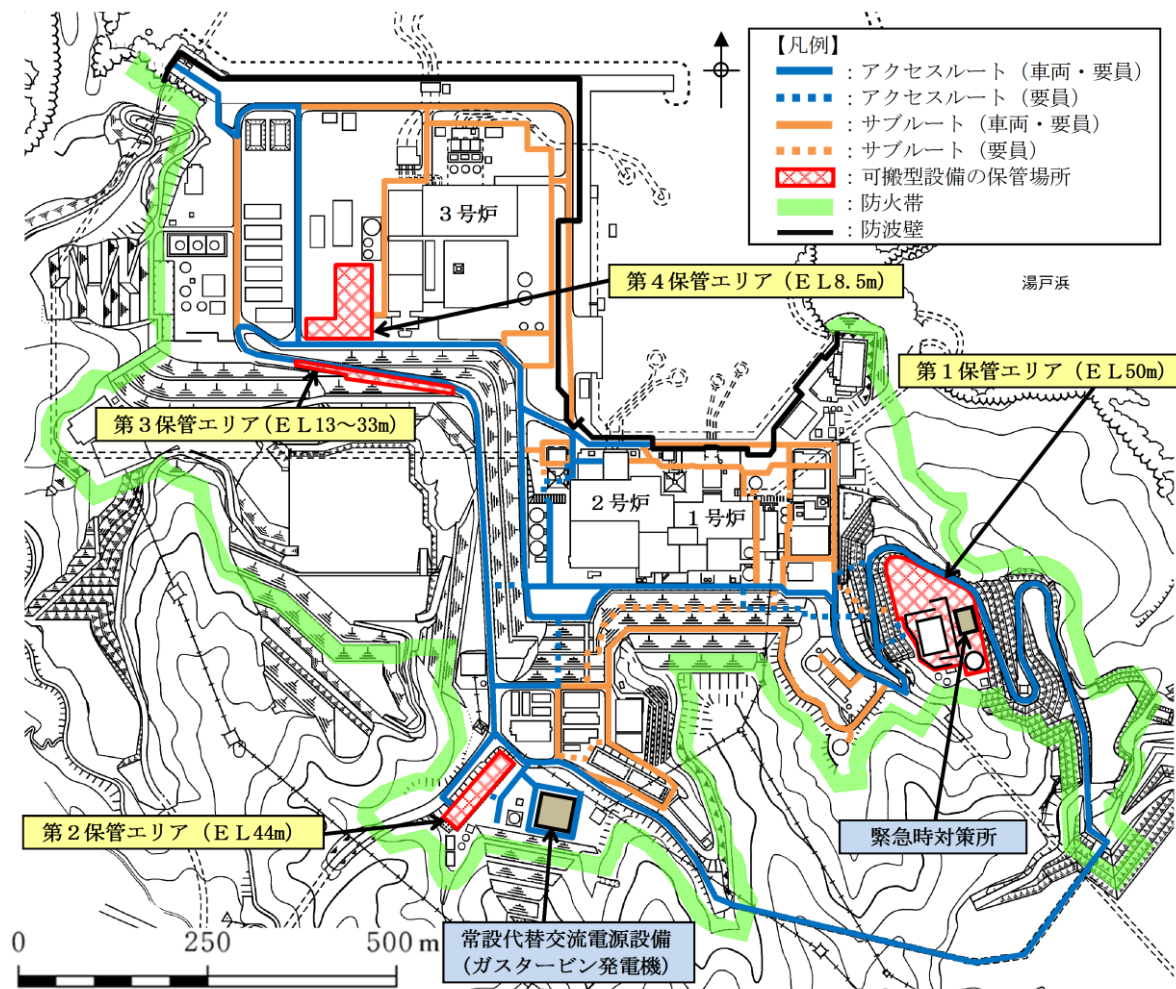 【凡例】
：アクセスルート（車両・要員）
：アクセスルート（要員）
：サブルート（車両・要員）
：サブルート（要員）
：可搬型設備の保管場所
：防火帯
：防波壁
3号炉
第４保管エリア（ＥＬ8.5m）
湯戸浜
第１保管エリア（ＥＬ50m）
第３保管エリア（ＥＬ13～33m）
2号炉
1号炉
第２保管エリア（ＥＬ44m）
緊急時対策所
常設代替交流電源設備
（ガスタービン発電機）
0 250 500 m